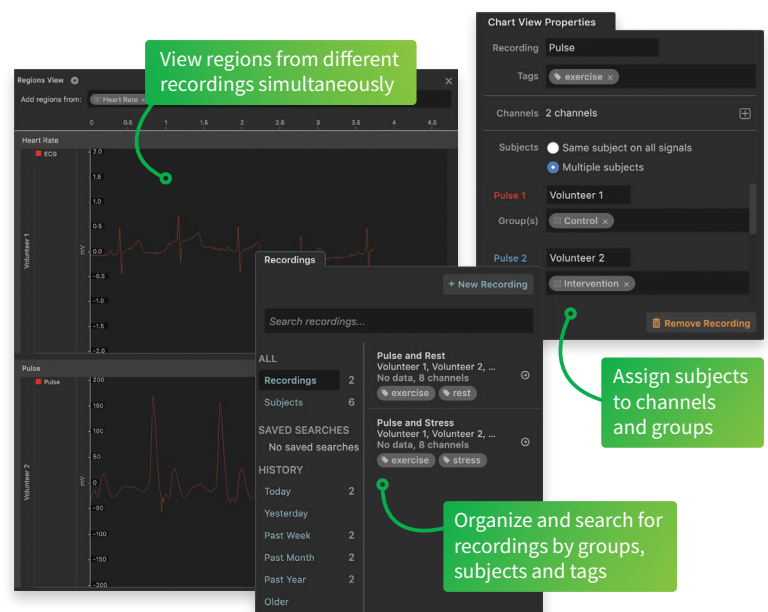 View regions from different
recordings simultaneously
Regions View
Add regions from:
Heart Rate ×
×
0 0.5 1 1.5 2 2.5 3 3.5 4 4.5
Heart Rate
ECG
Volunteer 1
mV
2.0
1.5
1.0
0.5
0.0
-0.5
-1.0
-1.5
-2.0
Pulse
Pulse
Volunteer 2
mV
200
150
100
50
0
-50
-100
-150
-200
Chart View Properties
Recording Pulse
Tags exercise ×
Channels 2 channels
Subjects Same subject on all signals
Multiple subjects
Pulse 1 Volunteer 1
Group(s) Control ×
Pulse 2 Volunteer 2
Intervention ×
Remove Recording
Assign subjects
to channels
and groups
Recordings
+ New Recording
Search recordings...
ALL
Recordings 2
Subjects 6
SAVED SEARCHES
No saved searches
HISTORY
Today 2
Yesterday
Past Week 2
Past Month 2
Past Year 2
Older
Pulse and Rest
Volunteer 1, Volunteer 2, ...
No data, 8 channels
exercise rest
Pulse and Stress
Volunteer 1, Volunteer 2, ...
No data, 8 channels
exercise stress
Organize and search for
recordings by groups,
subjects and tags